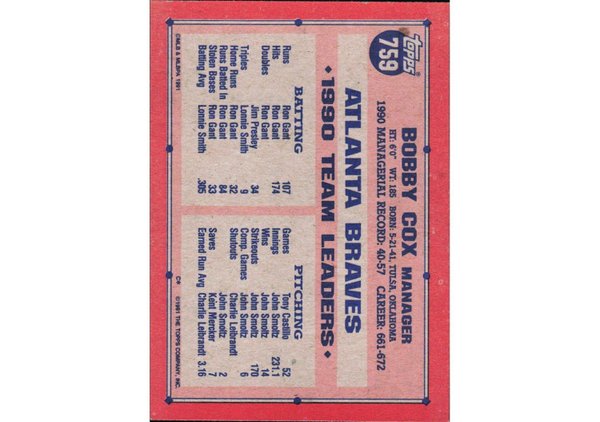 Topps®
759
BOBBY COX MANAGER
HT: 6'0" WT: 185 BORN: 5-21-41, TULSA, OKLAHOMA
1990 MANAGERIAL RECORD: 40-57 CAREER: 661-672
ATLANTA BRAVES
♦ 1990 TEAM LEADERS ♦
BATTING
Runs Ron Gant 107
Hits Ron Gant 174
Doubles Jim Presley 34
Triples Lonnie Smith 9
Home Runs Ron Gant 32
Runs Batted In Ron Gant 84
Stolen Bases Ron Gant 33
Batting Avg Lonnie Smith .305
PITCHING
Games Tony Castillo 52
Innings John Smoltz 231.1
Wins John Smoltz 14
Strikeouts John Smoltz 170
Comp. Games John Smoltz 6
Shutouts Charlie Leibrandt 2
Saves Kent Mercker 7
Earned Run Avg Charlie Leibrandt 3.16
©MLB & MLBPA 1991
C* ©1991 THE TOPPS COMPANY, INC.